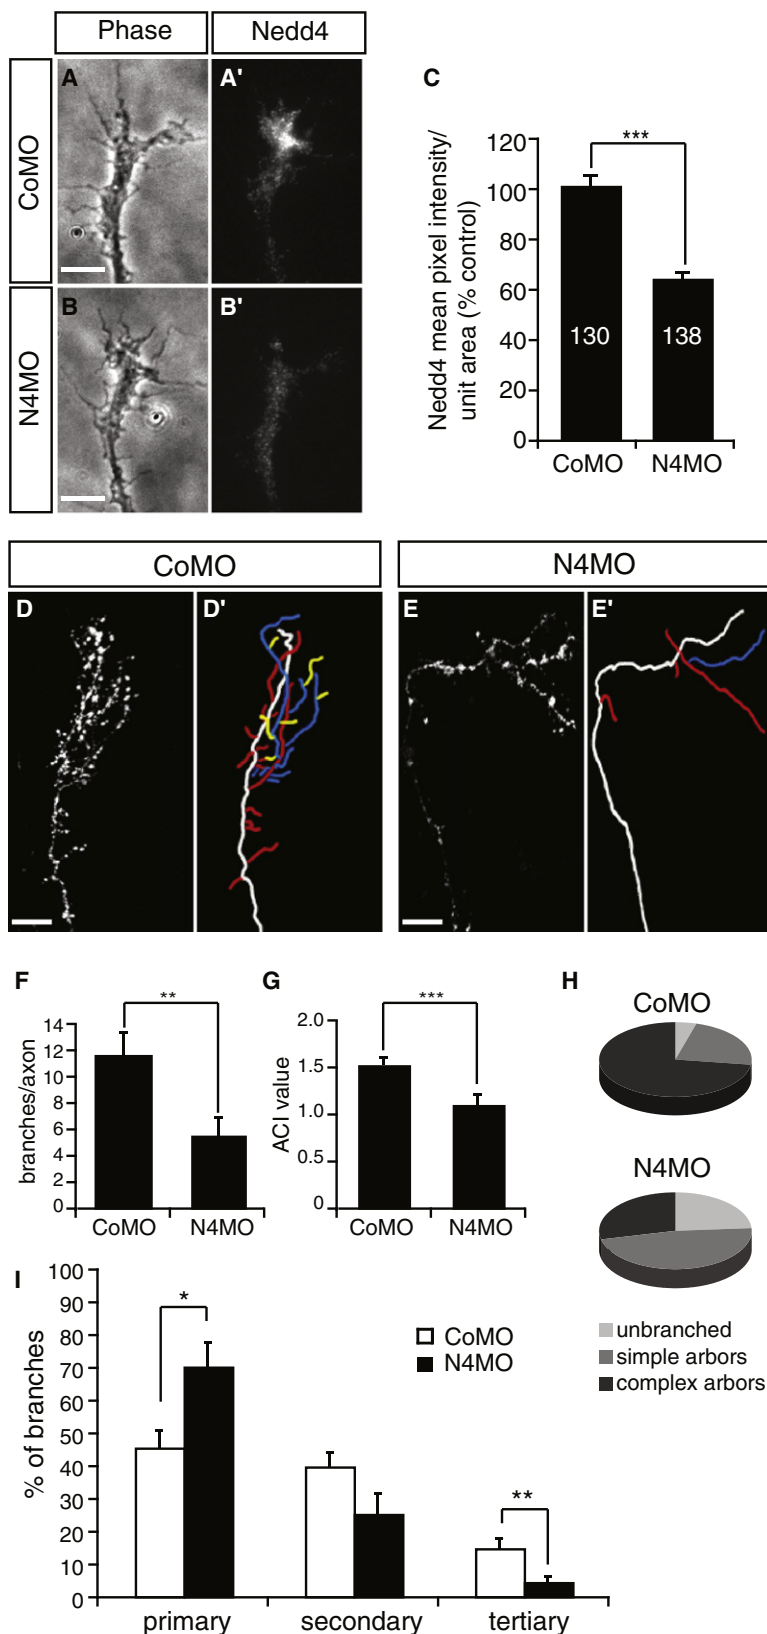 Phase Nedd4
CoMO
A A'
N4MO
B B'
C
Nedd4 mean pixel intensity/
unit area (% control)
120
100
80
60
40
20
0
***
130 138
CoMO N4MO
CoMO N4MO
D D' E E'
F
branches/axon
14
12
10
8
6
4
2
0
**
CoMO N4MO
G
ACI value
2.0
1.5
1.0
0.5
0
***
CoMO N4MO
H
CoMO
N4MO
unbranched
simple arbors
complex arbors
I
% of branches
100
90
80
70
60
50
40
30
20
10
0
*
**
CoMO
N4MO
primary secondary tertiary